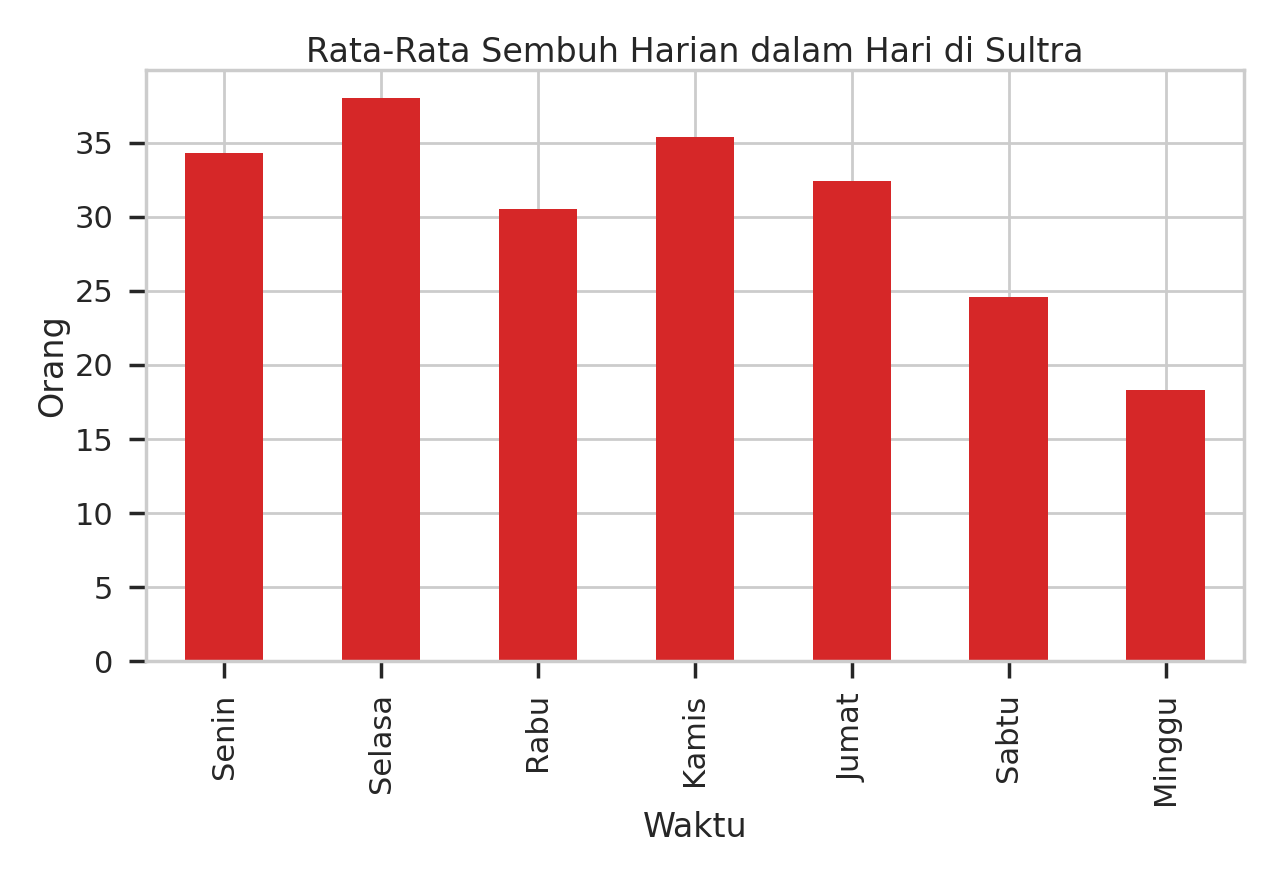 Rata-Rata Sembuh Harian dalam Hari di Sultra
Orang
35
30
25
20
15
10
5
0
Senin
Selasa
Rabu
Kamis
Jumat
Sabtu
Minggu
Waktu